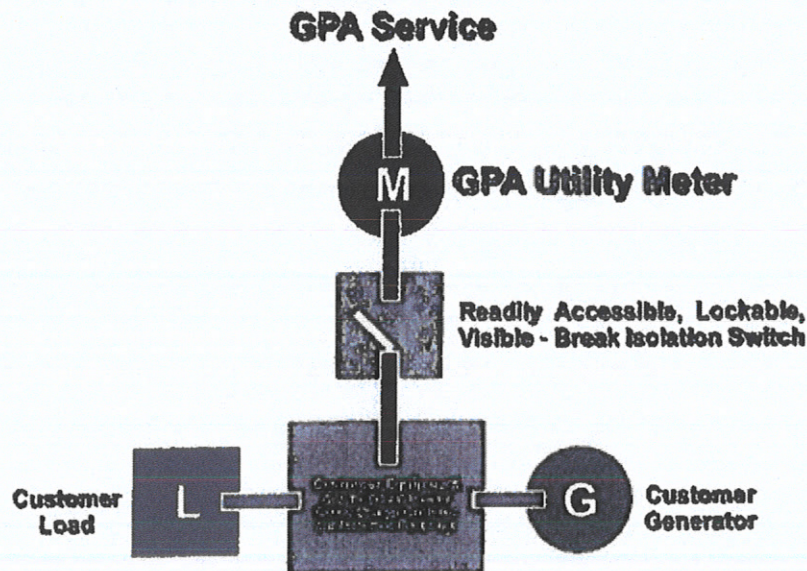 GPA Service
M
GPA Utility Meter
Readily Accessible, Lockable,
Visible - Break Isolation Switch
Customer
Load
L
G
Customer
Generator